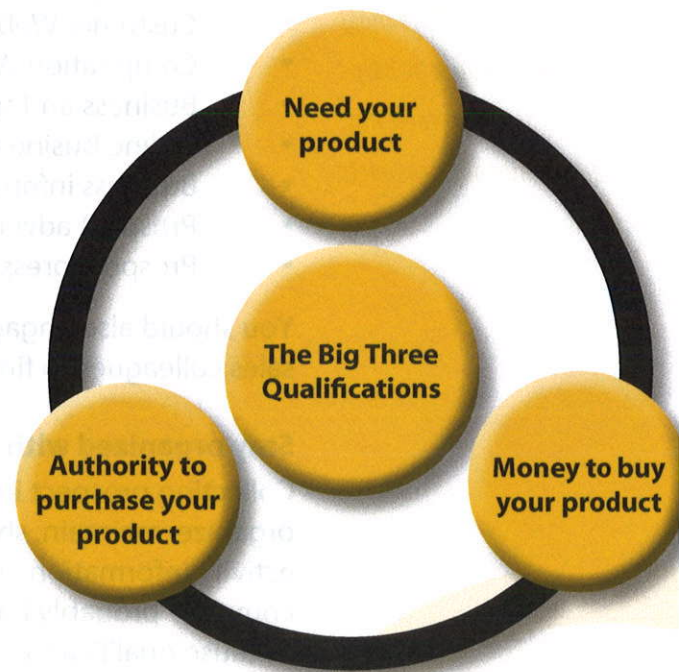 Need your
product
The Big Three
Qualifications
Authority to
purchase your
product
Money to buy
your product